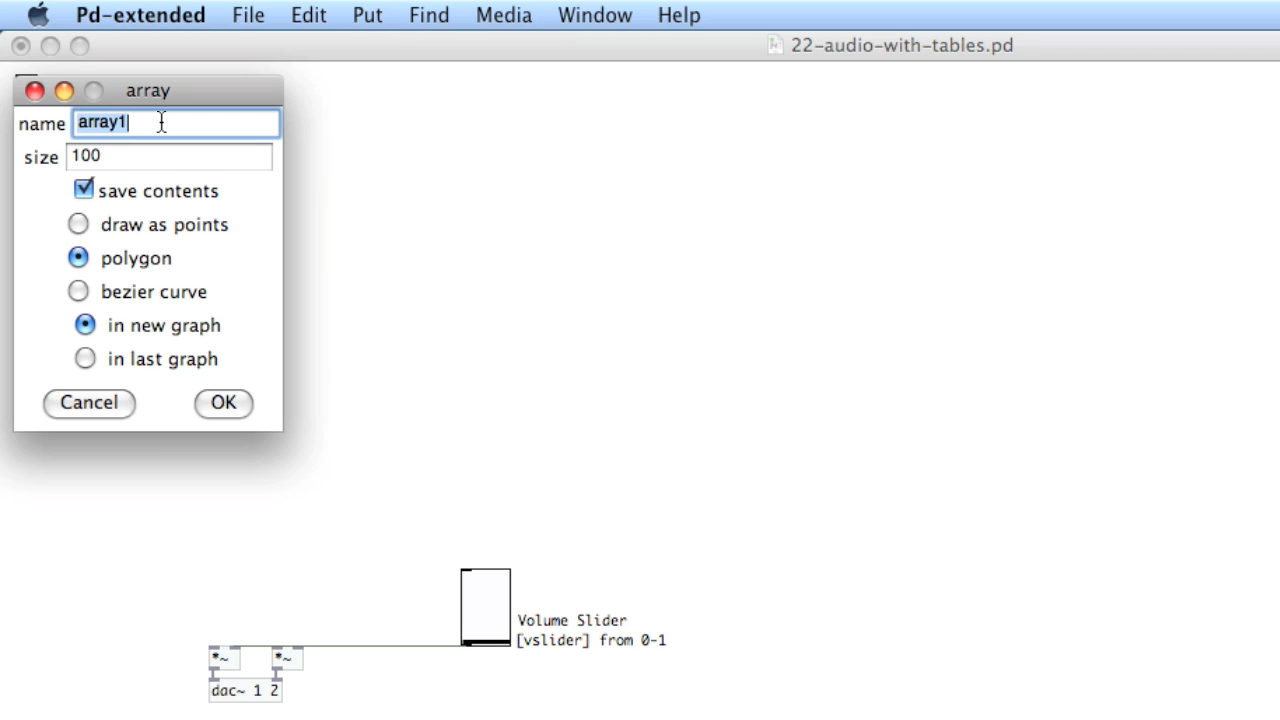 Pd-extended File Edit Put Find Media Window Help
22-audio-with-tables.pd
array
name array1
size 100
save contents
draw as points
polygon
bezier curve
in new graph
in last graph
Cancel OK
Volume Slider
[vslider] from 0-1
*~ *~
dac~ 1 2